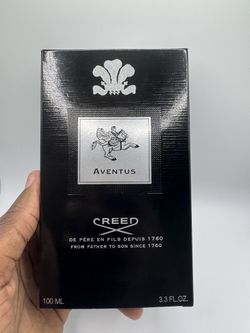 AVENTUS
CREED
DE PÈRE EN FILS DEPUIS 1760
FROM FATHER TO SON SINCE 1760
100 ML 3.3 FL.OZ.